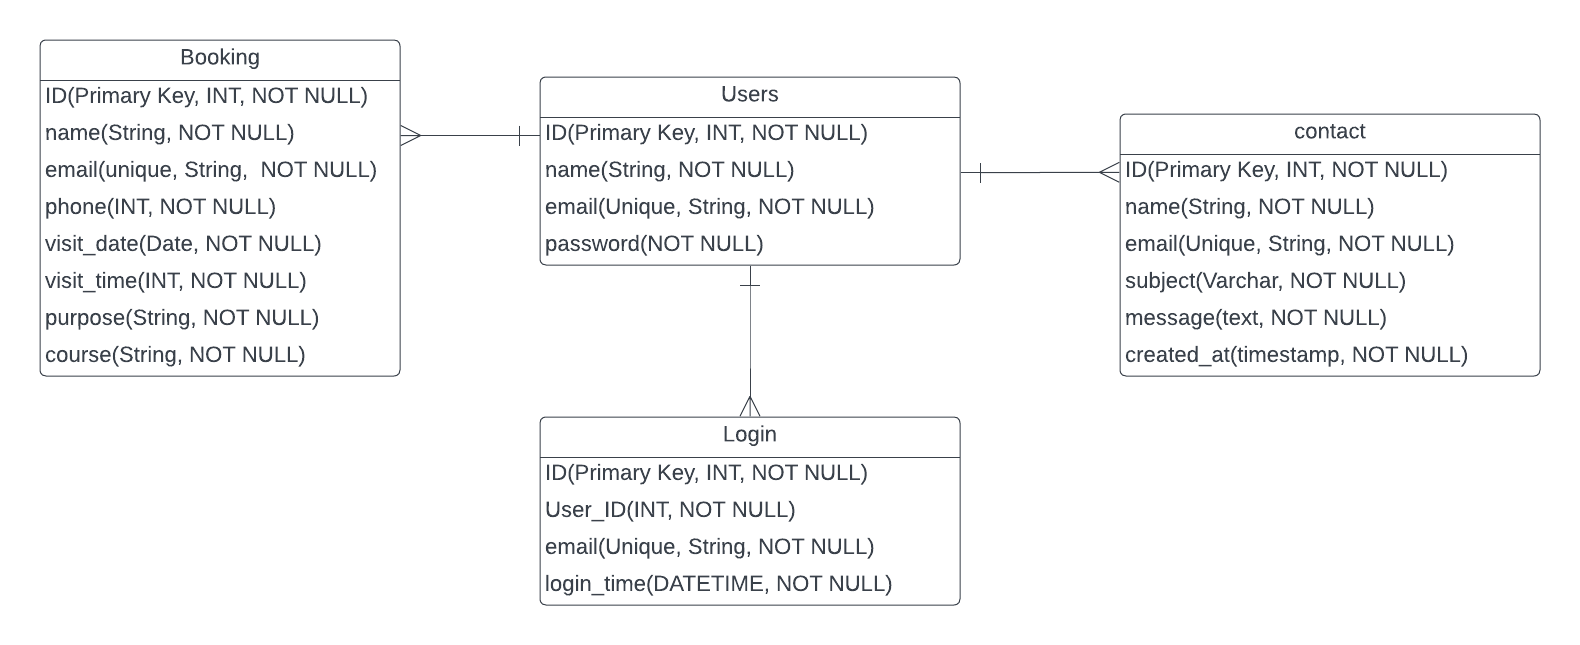 Booking
ID(Primary Key, INT, NOT NULL)
name(String, NOT NULL)
email(unique, String,  NOT NULL)
phone(INT, NOT NULL)
visit_date(Date, NOT NULL)
visit_time(INT, NOT NULL)
purpose(String, NOT NULL)
course(String, NOT NULL)
Users
ID(Primary Key, INT, NOT NULL)
name(String, NOT NULL)
email(Unique, String, NOT NULL)
password(NOT NULL)
contact
ID(Primary Key, INT, NOT NULL)
name(String, NOT NULL)
email(Unique, String, NOT NULL)
subject(Varchar, NOT NULL)
message(text, NOT NULL)
created_at(timestamp, NOT NULL)
Login
ID(Primary Key, INT, NOT NULL)
User_ID(INT, NOT NULL)
email(Unique, String, NOT NULL)
login_time(DATETIME, NOT NULL)